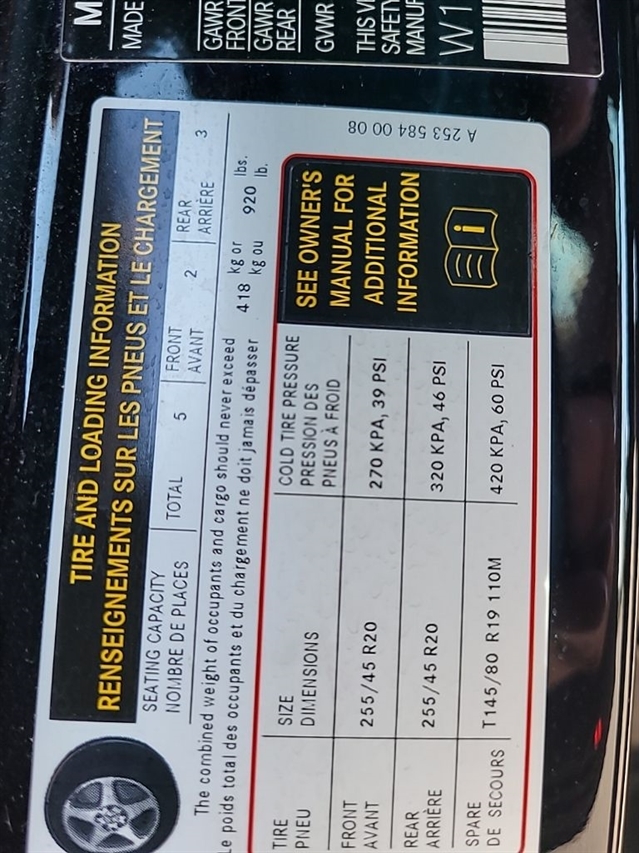 M
MADE
GAWR
FRONT
GAWR
REAR
GVWR
THIS V
SAFETY
MANUF
W1
TIRE AND LOADING INFORMATION
RENSEIGNEMENTS SUR LES PNEUS ET LE CHARGEMENT
SEATING CAPACITY
NOMBRE DE PLACES
TOTAL 5
FRONT
AVANT
2
REAR
ARRIÈRE
3
The combined weight of occupants and cargo should never exceed 418 kg or 920 lbs.
Le poids total des occupants et du chargement ne doit jamais dépasser kg ou lb.
TIRE
PNEU
SIZE
DIMENSIONS
COLD TIRE PRESSURE
PRESSION DES
PNEUS À FROID
FRONT
AVANT
255/45 R20
270 KPA, 39 PSI
REAR
ARRIÈRE
255/45 R20
320 KPA, 46 PSI
SPARE
DE SECOURS
T145/80 R19 110M
420 KPA, 60 PSI
SEE OWNER'S
MANUAL FOR
ADDITIONAL
INFORMATION
i
A 253 584 00 08